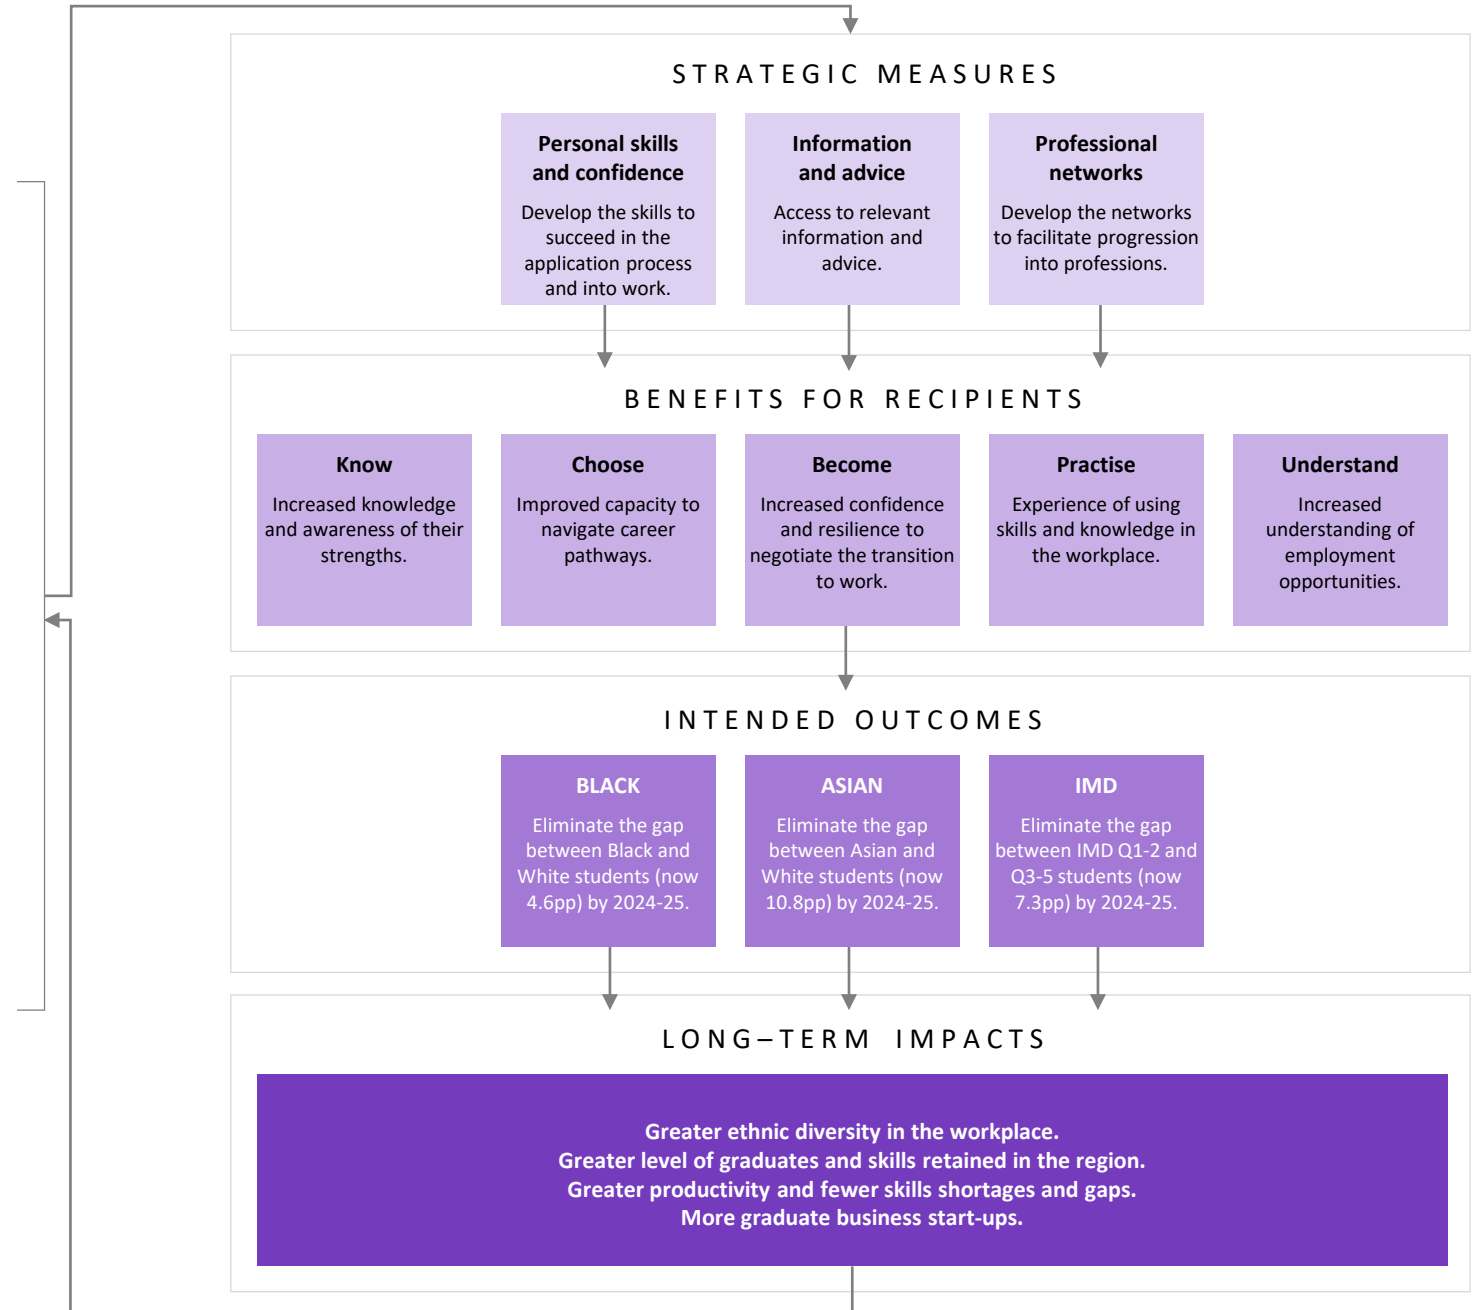 STRATEGIC MEASURES
Personal skills
and confidence
Develop the skills to
succeed in the
application process
and into work.
Information
and advice
Access to relevant
information and
advice.
Professional
networks
Develop the networks
to facilitate progression
into professions.
BENEFITS FOR RECIPIENTS
Know
Increased knowledge
and awareness of their
strengths.
Choose
Improved capacity to
navigate career
pathways.
Become
Increased confidence
and resilience to
negotiate the transition
to work.
Practise
Experience of using
skills and knowledge in
the workplace.
Understand
Increased
understanding of
employment
opportunities.
INTENDED OUTCOMES
BLACK
Eliminate the gap
between Black and
White students (now
4.6pp) by 2024-25.
ASIAN
Eliminate the gap
between Asian and
White students (now
10.8pp) by 2024-25.
IMD
Eliminate the gap
between IMD Q1-2 and
Q3-5 students (now
7.3pp) by 2024-25.
LONG–TERM IMPACTS
Greater ethnic diversity in the workplace.
Greater level of graduates and skills retained in the region.
Greater productivity and fewer skills shortages and gaps.
More graduate business start-ups.